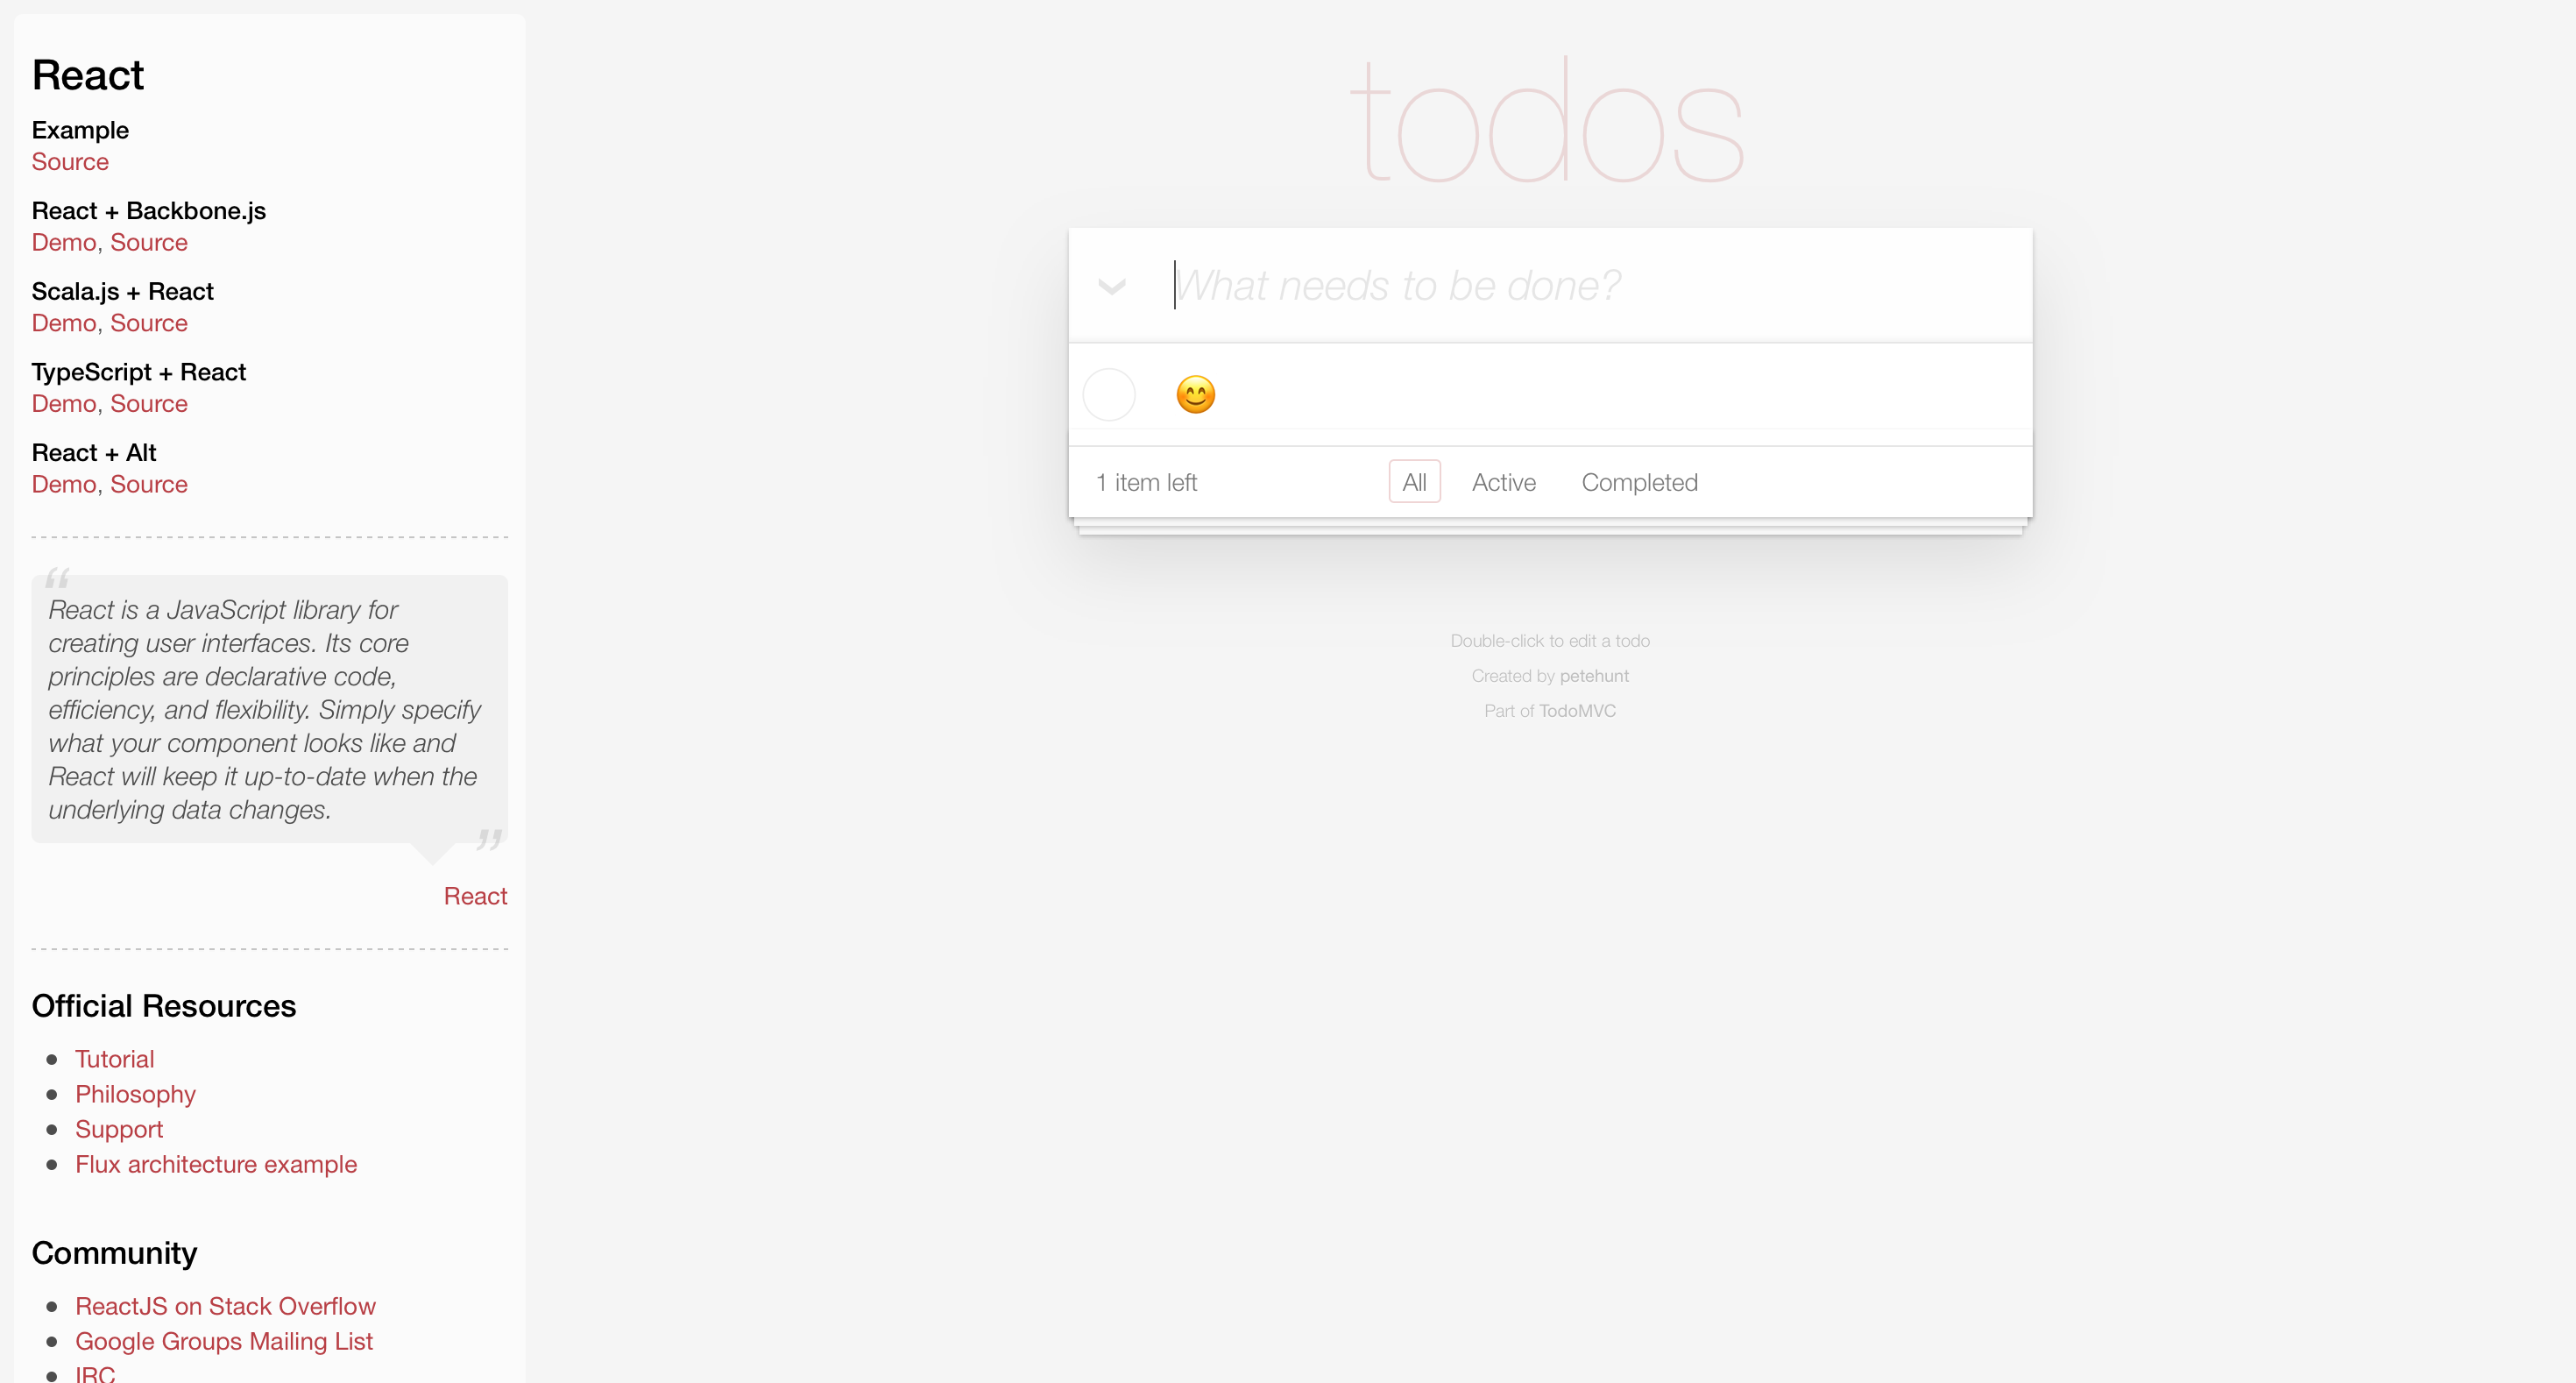 React
Example
Source
React + Backbone.js
Demo, Source
Scala.js + React
Demo, Source
TypeScript + React
Demo, Source
React + Alt
Demo, Source
“
React is a JavaScript library for
creating user interfaces. Its core
principles are declarative code,
efficiency, and flexibility. Simply specify
what your component looks like and
React will keep it up-to-date when the
underlying data changes.
”
React
Official Resources
• Tutorial
• Philosophy
• Support
• Flux architecture example
Community
• ReactJS on Stack Overflow
• Google Groups Mailing List
• IRC
todos
What needs to be done?
😊
1 item left All Active Completed
Double-click to edit a todo
Created by petehunt
Part of TodoMVC